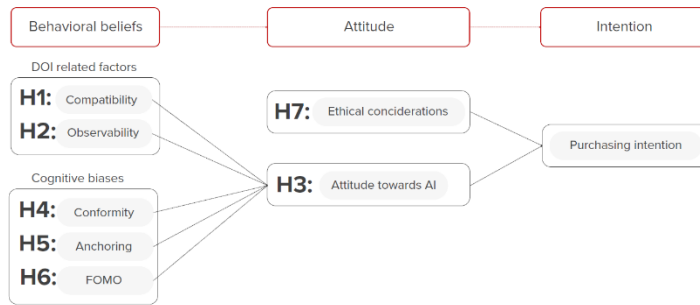 Behavioral beliefs
Attitude
Intention
DOI related factors
H1: Compatibility
H2: Observability
H7: Ethical conciderations
Purchasing intention
H3: Attitude towards AI
Cognitive biases
H4: Conformity
H5: Anchoring
H6: FOMO